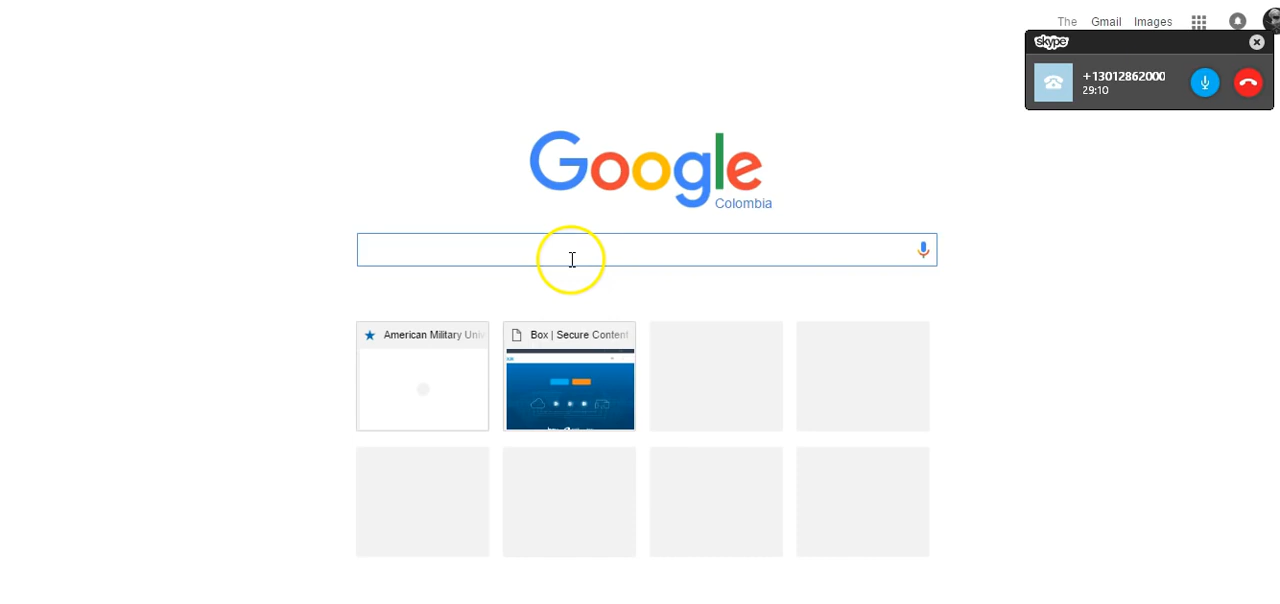 The Gmail Images
skype
+13012862000
29:10
Google
Colombia
American Military Uni
Box | Secure Content